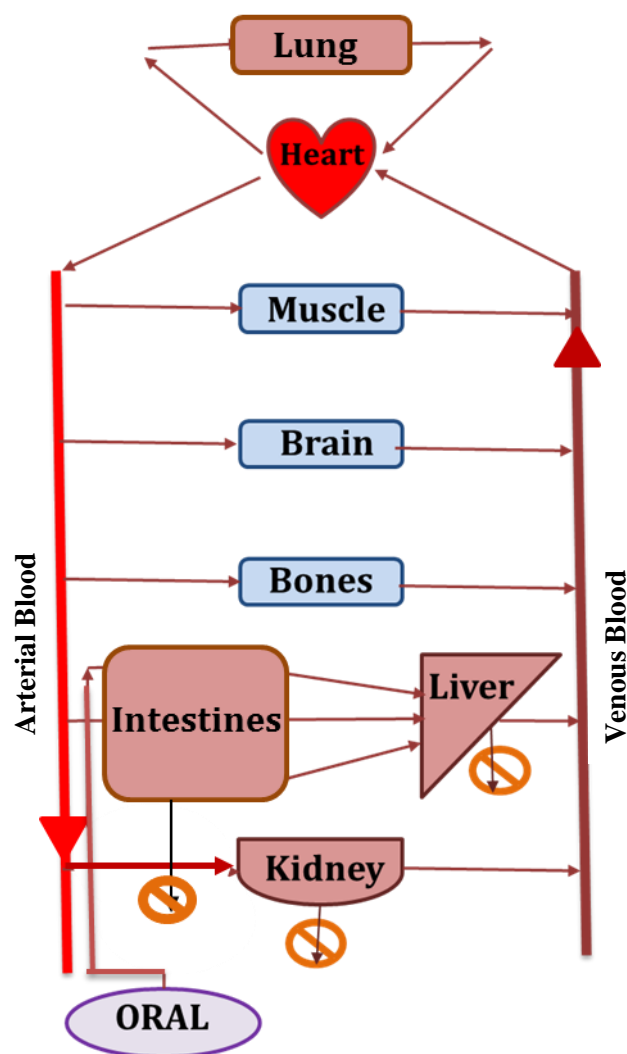 Lung
Heart
Muscle
Brain
Bones
Arterial Blood
Venous Blood
Intestines
Liver
Kidney
ORAL